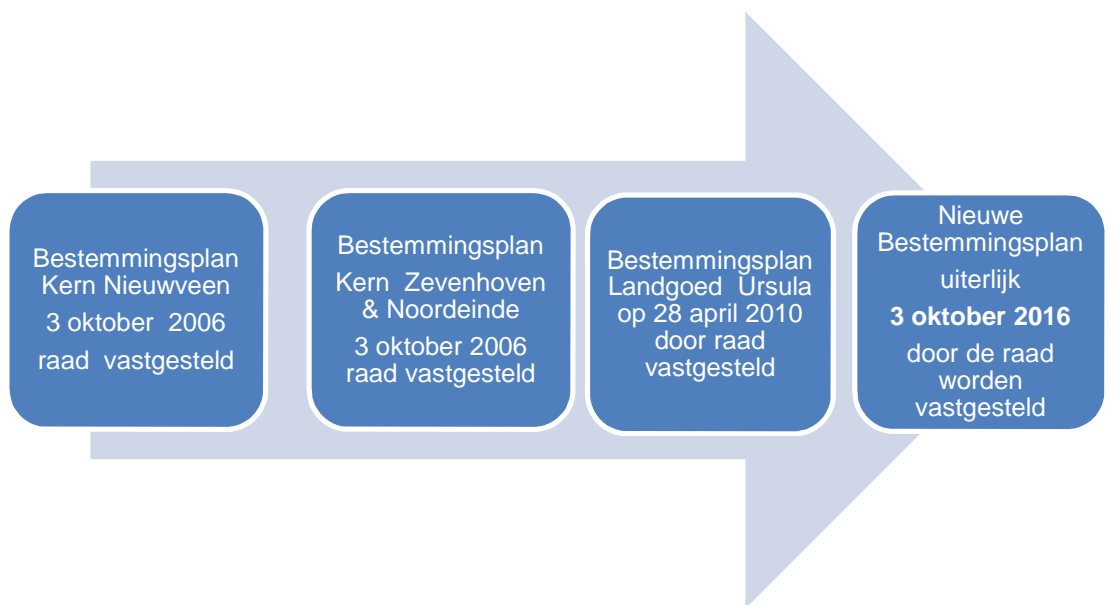 Bestemmingsplan
Kern Nieuwveen
3 oktober 2006
raad vastgesteld
Bestemmingsplan
Kern Zevenhoven
& Noordeinde
3 oktober 2006
raad vastgesteld
Bestemmingsplan
Landgoed Ursula
op 28 april 2010
door raad
vastgesteld
Nieuwe
Bestemmingsplan
uiterlijk
3 oktober 2016
door de raad
worden
vastgesteld